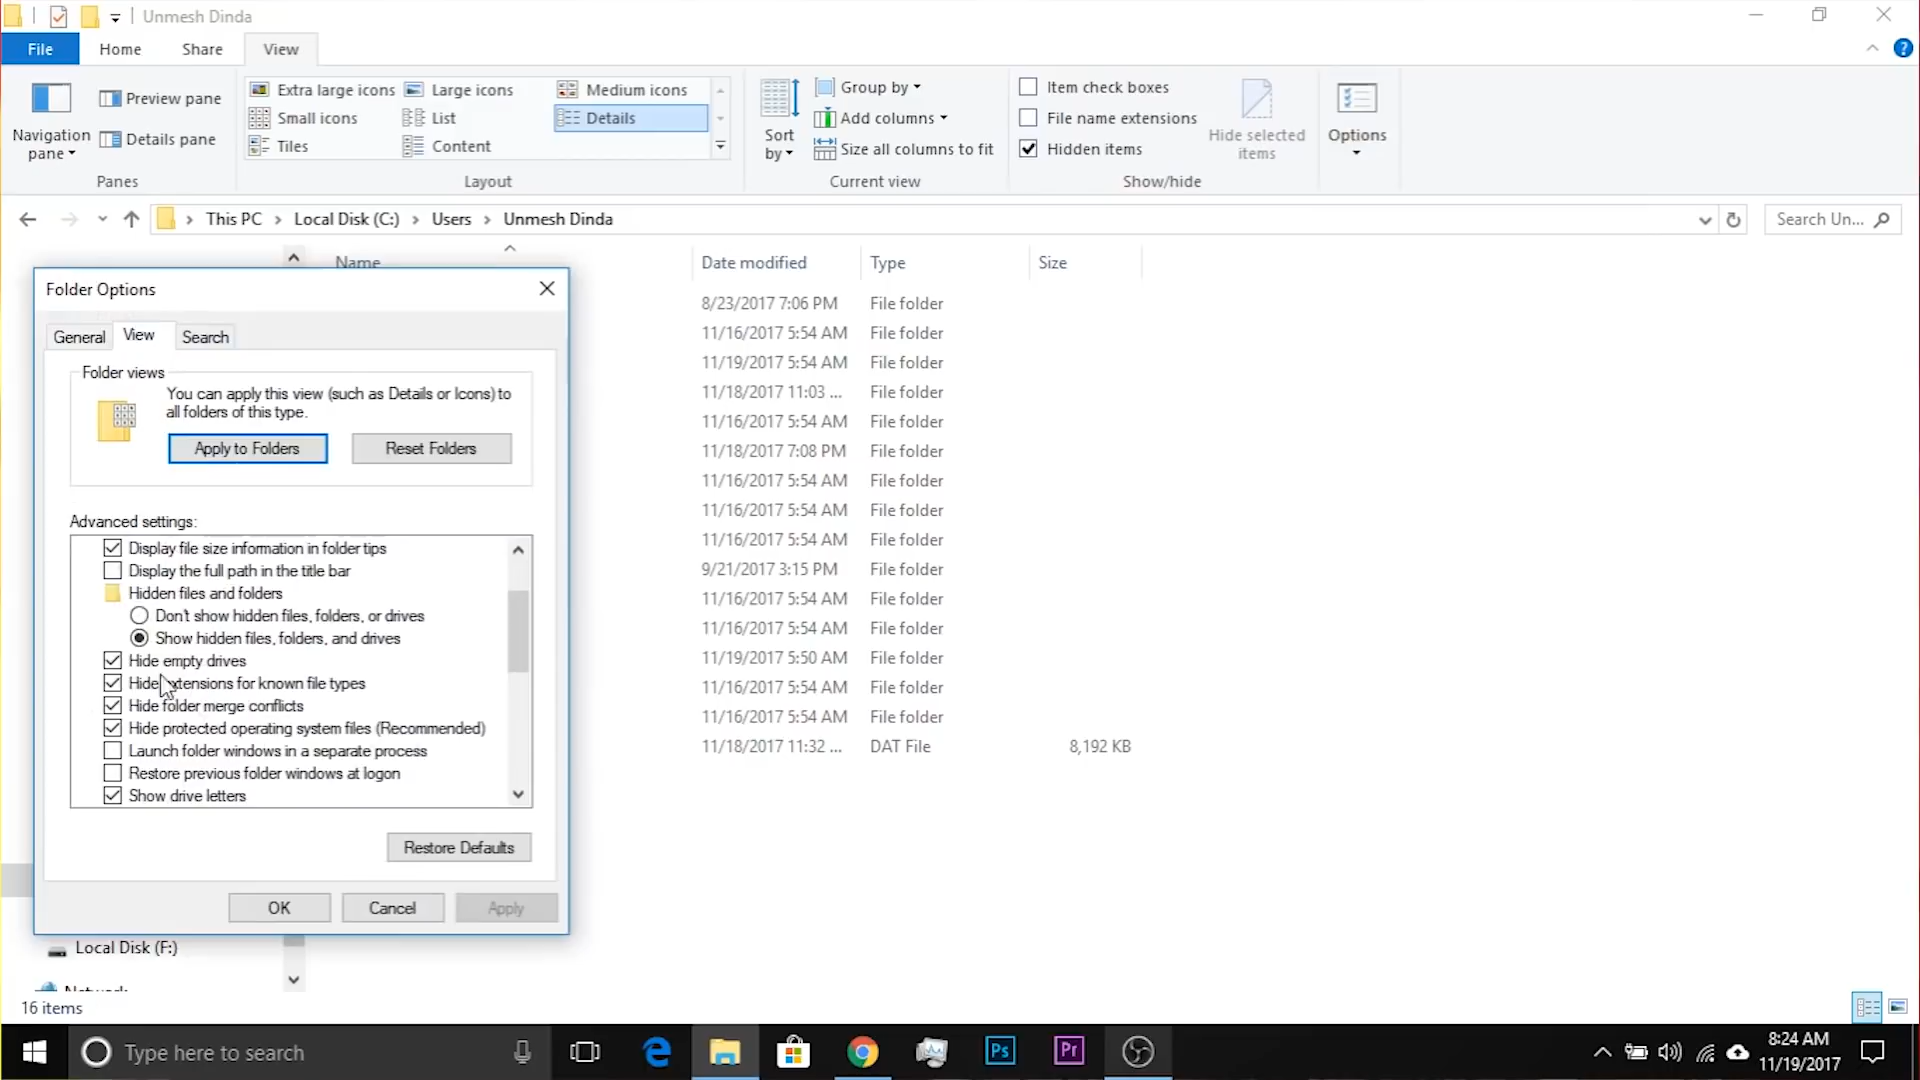 Unmesh Dinda
File Home Share View
Navigation pane
Preview pane
Details pane
Panes
Extra large icons Large icons Medium icons
Small icons List Details
Tiles Content
Layout
Sort by
Group by
Add columns
Size all columns to fit
Current view
Item check boxes
File name extensions
Hidden items
Hide selected items
Show/hide
Options
This PC Local Disk (C:) Users Unmesh Dinda
Search Un...
Name Date modified Type Size
8/23/2017 7:06 PM File folder
11/16/2017 5:54 AM File folder
11/19/2017 5:54 AM File folder
11/18/2017 11:03 ... File folder
11/16/2017 5:54 AM File folder
11/18/2017 7:08 PM File folder
11/16/2017 5:54 AM File folder
11/16/2017 5:54 AM File folder
11/16/2017 5:54 AM File folder
9/21/2017 3:15 PM File folder
11/16/2017 5:54 AM File folder
11/16/2017 5:54 AM File folder
11/19/2017 5:50 AM File folder
11/16/2017 5:54 AM File folder
11/16/2017 5:54 AM File folder
11/18/2017 11:32 ... DAT File 8,192 KB
Folder Options
General View Search
Folder views
You can apply this view (such as Details or Icons) to
all folders of this type.
Apply to Folders Reset Folders
Advanced settings:
Display file size information in folder tips
Display the full path in the title bar
Hidden files and folders
Don't show hidden files, folders, or drives
Show hidden files, folders, and drives
Hide empty drives
Hide extensions for known file types
Hide folder merge conflicts
Hide protected operating system files (Recommended)
Launch folder windows in a separate process
Restore previous folder windows at logon
Show drive letters
Restore Defaults
OK Cancel Apply
Local Disk (F:)
Network
16 items
Type here to search
Ps
Pr
8:24 AM
11/19/2017